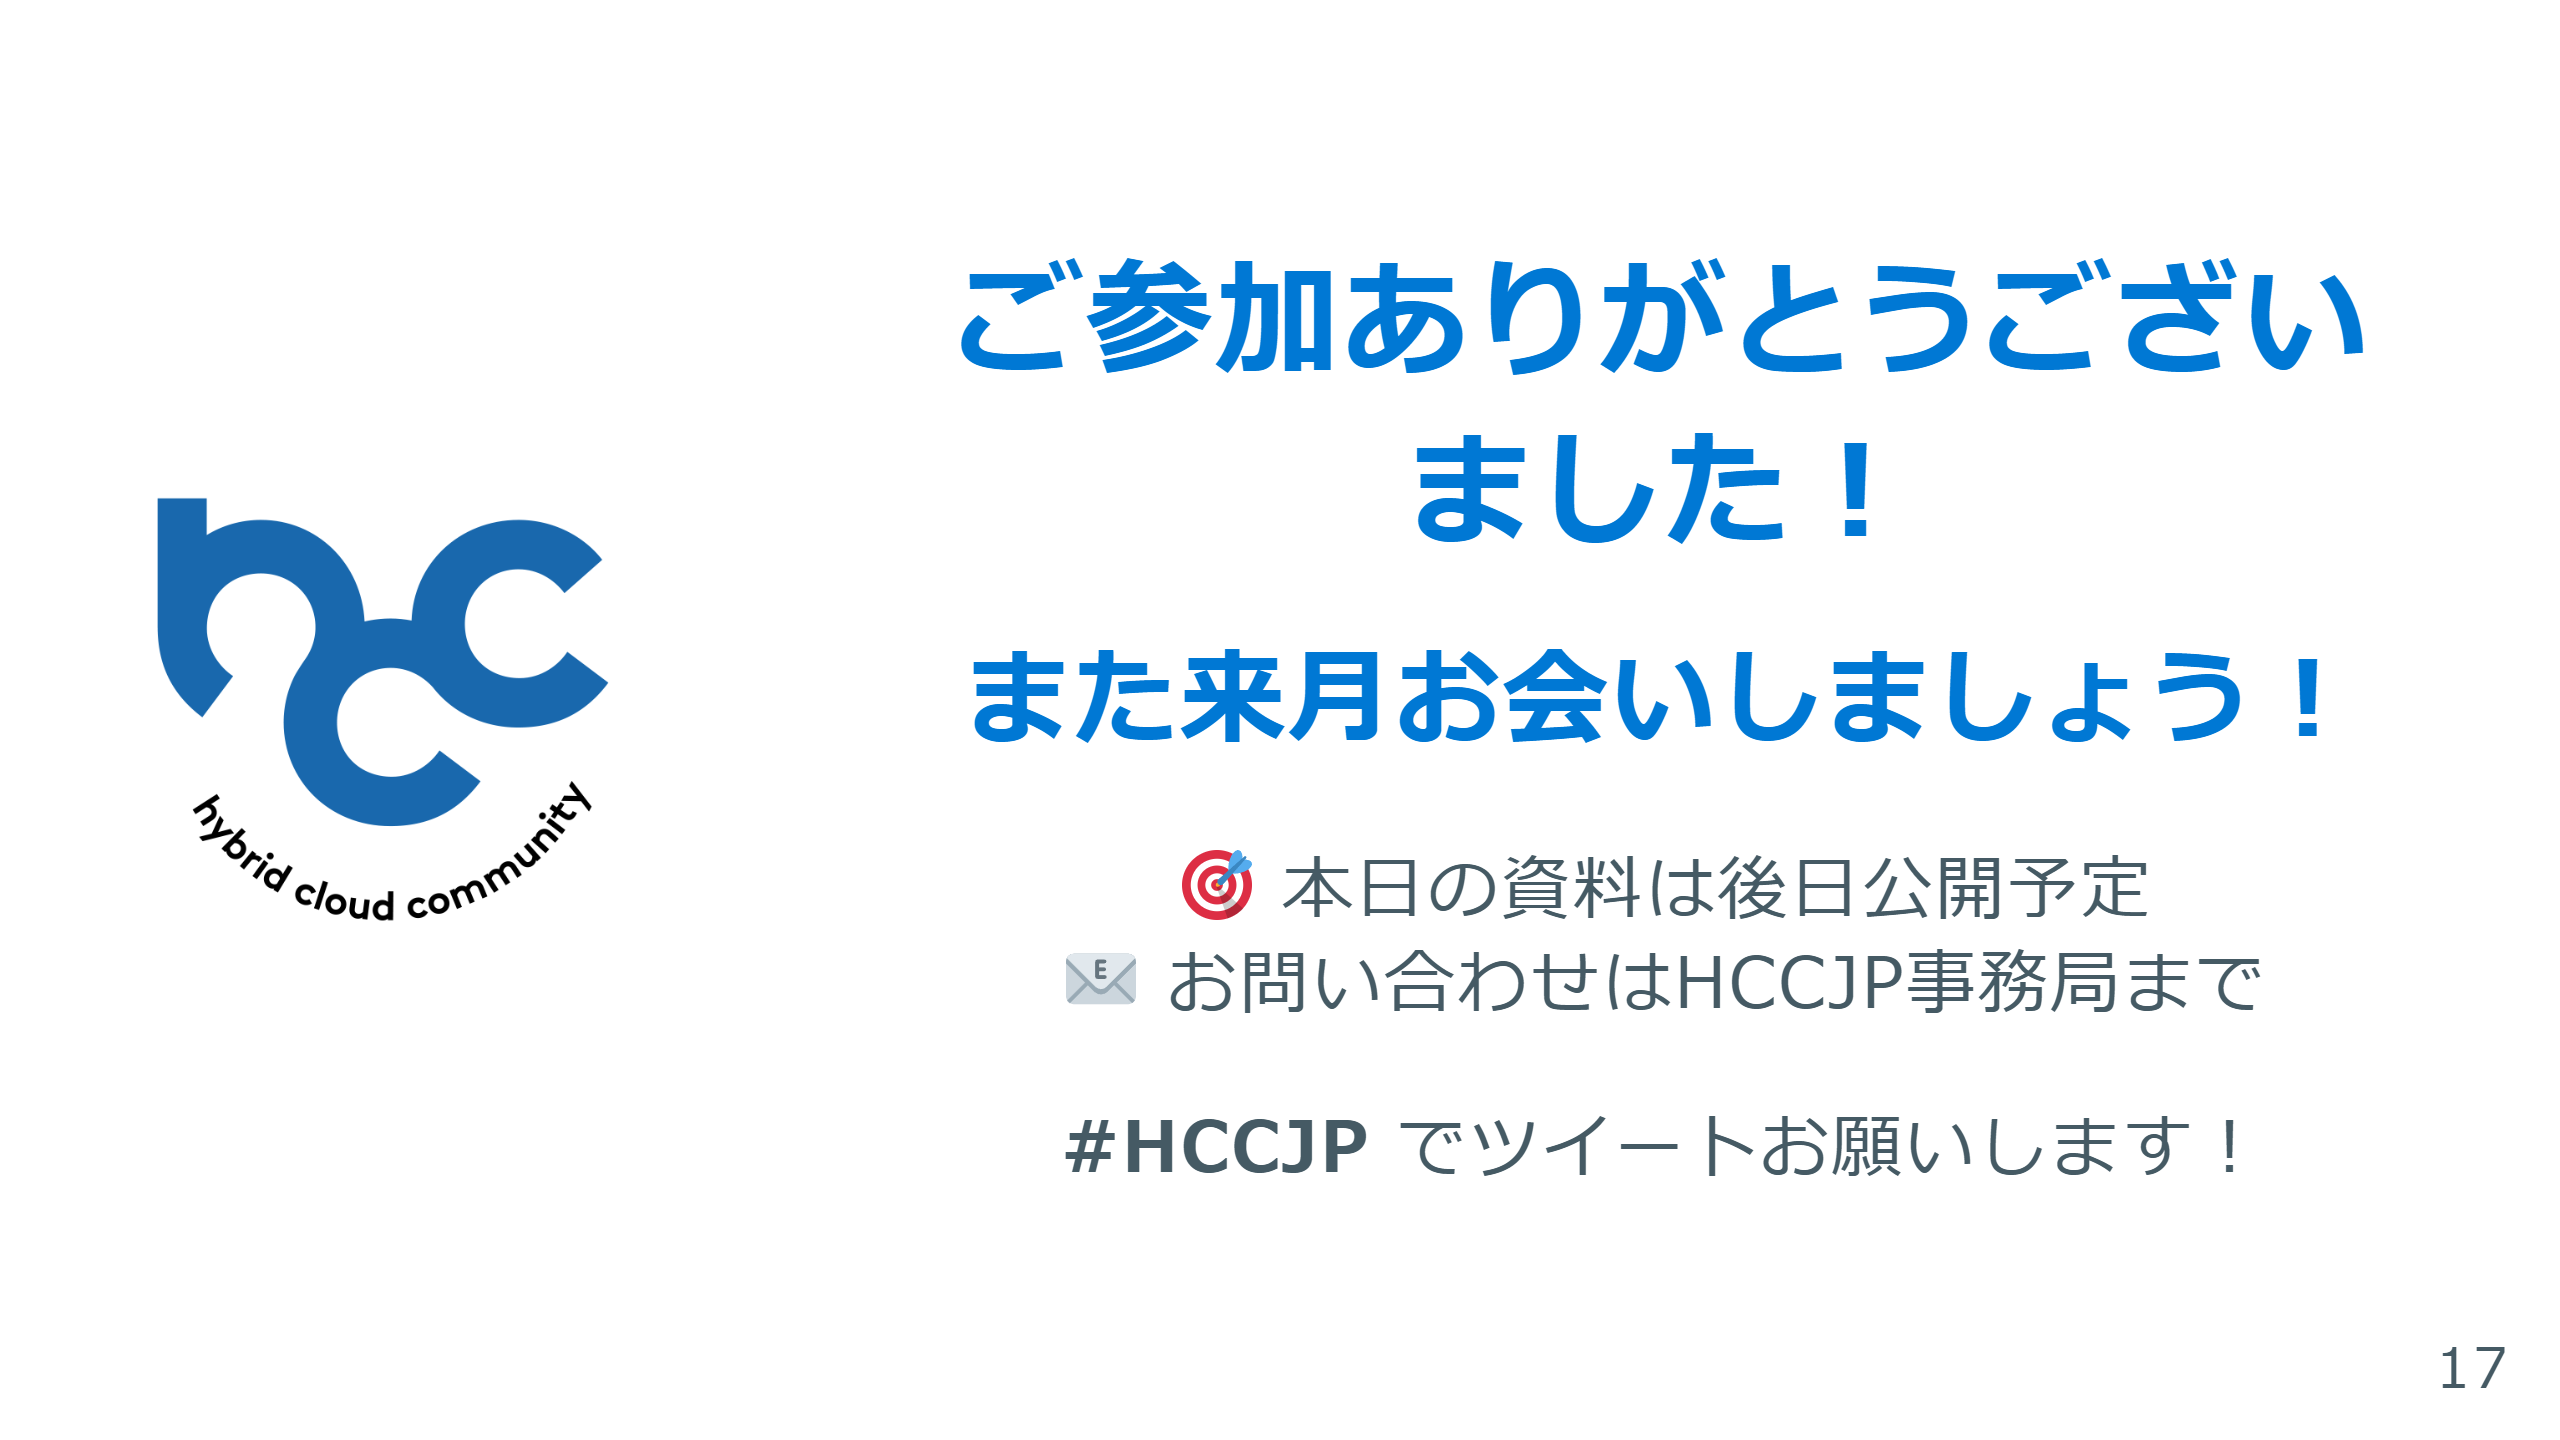 hcc
hybrid cloud community
ご参加ありがとうござい
ました！
また来月お会いしましょう！
🎯 本日の資料は後日公開予定
📧 お問い合わせはHCCJP事務局まで
#HCCJP でツイートお願いします！
17